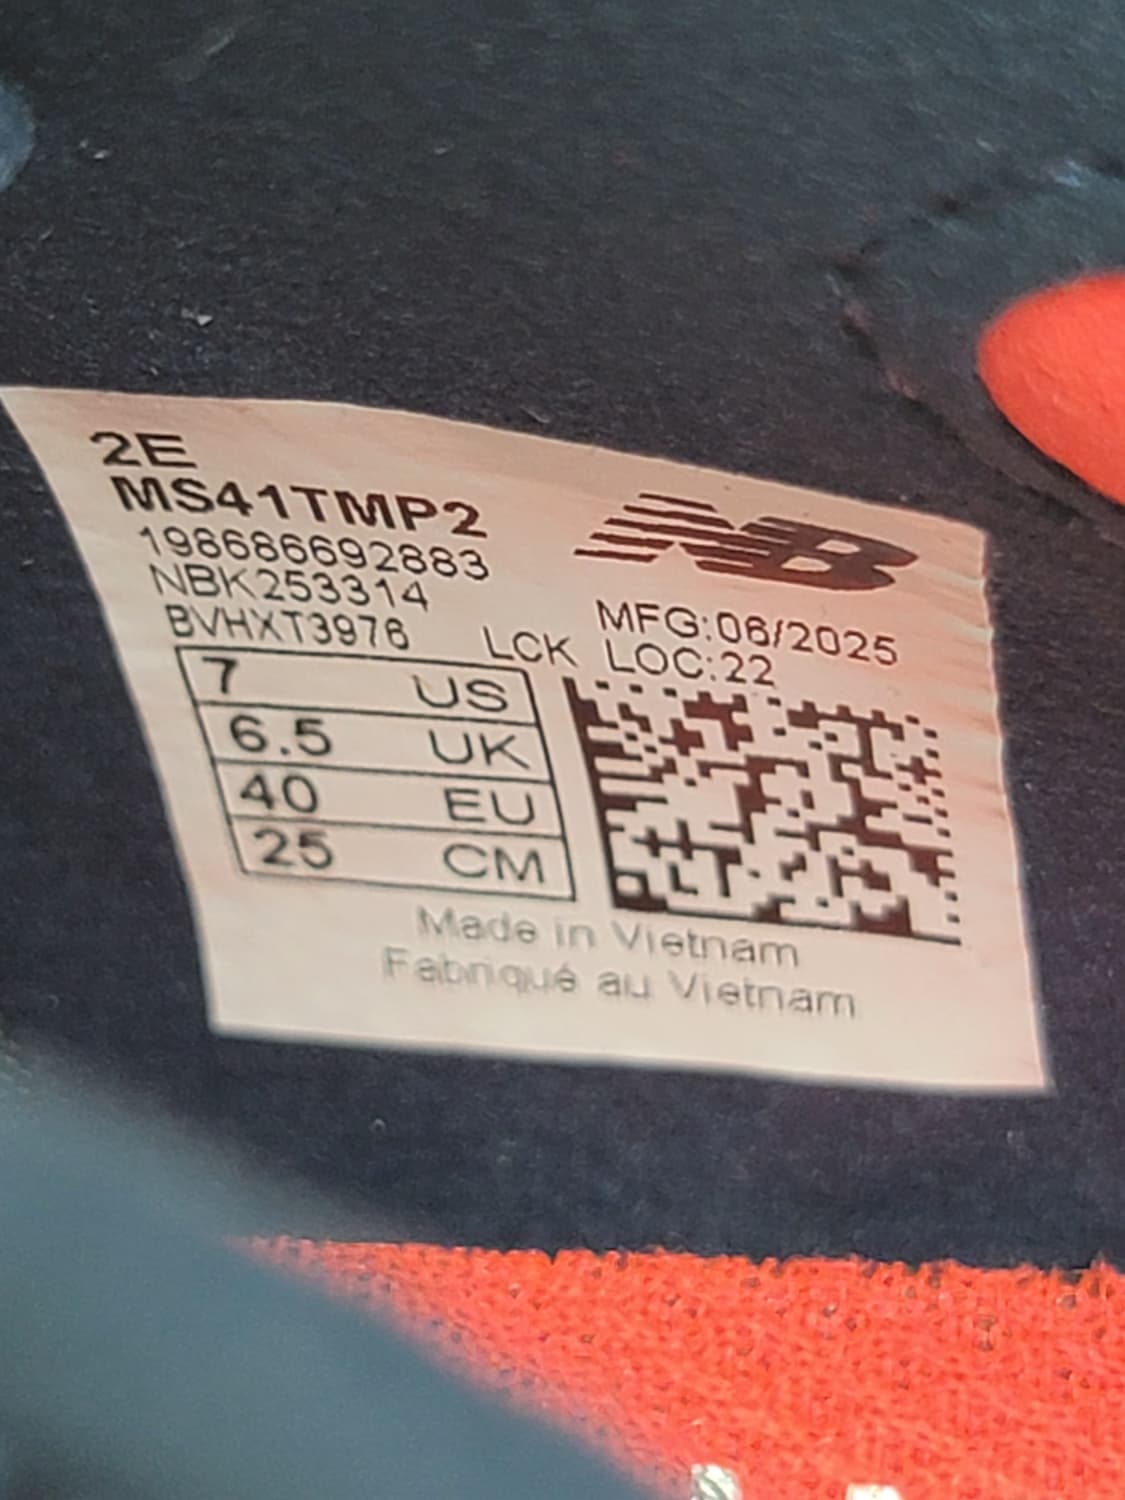 2E
MS41TMP2
198686692883
NBK253314
BVHXT3976 LCK
NB
MFG:06/2025
LOC:22
7 US
6.5 UK
40 EU
25 CM
Made in Vietnam
Fabriqué au Vietnam